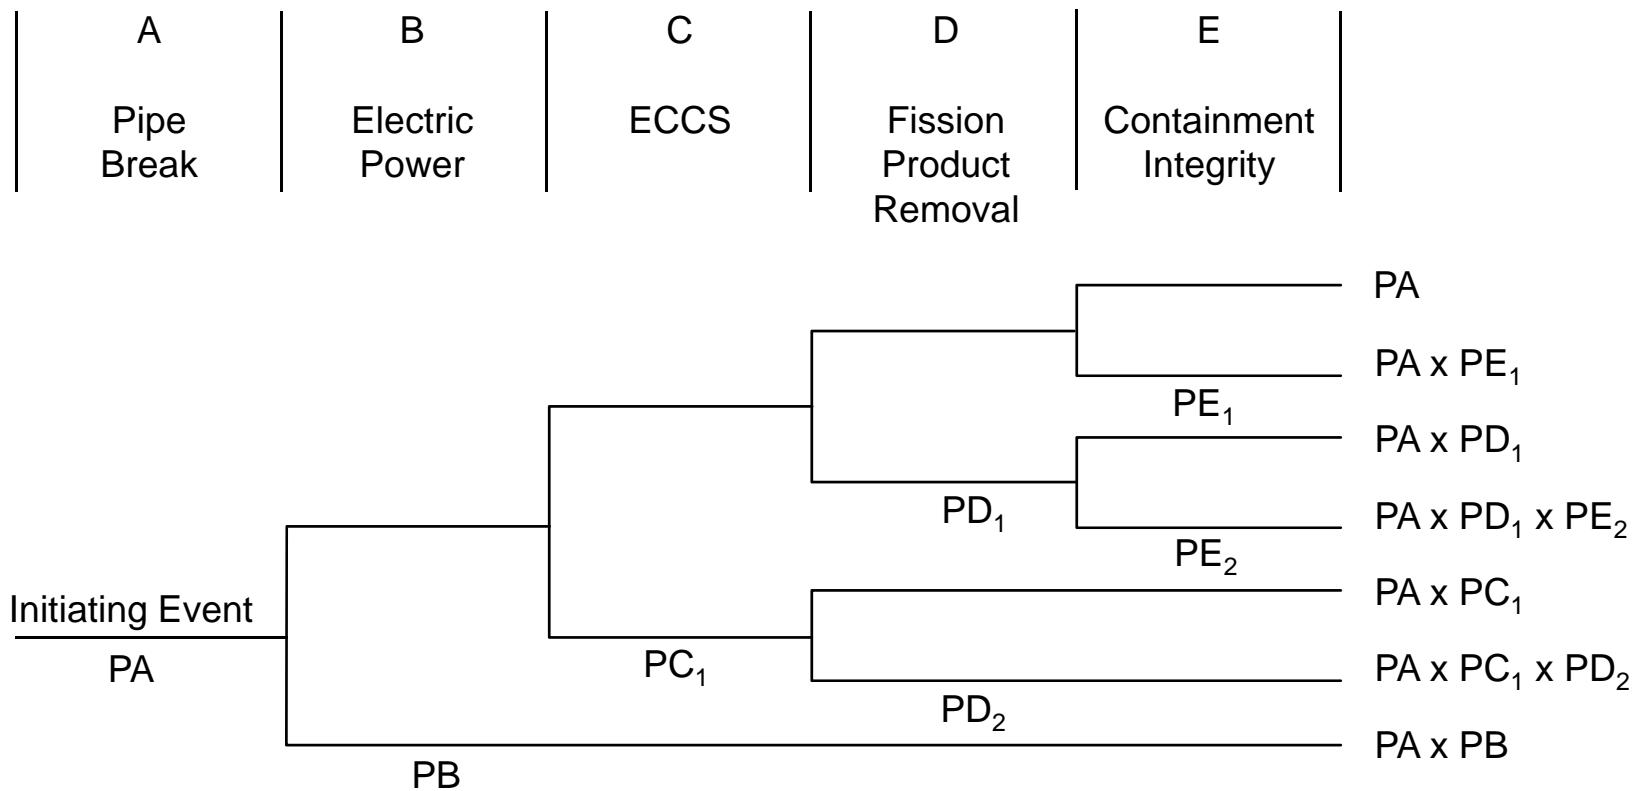 A
B
C
D
E
Pipe
Break
Electric
Power
ECCS
Fission
Product
Removal
Containment
Integrity
PA
PA x PE₁
PE₁
PA x PD₁
PD₁
PA x PD₁ x PE₂
PE₂
PA x PC₁
Initiating Event
PA
PC₁
PA x PC₁ x PD₂
PD₂
PA x PB
PB